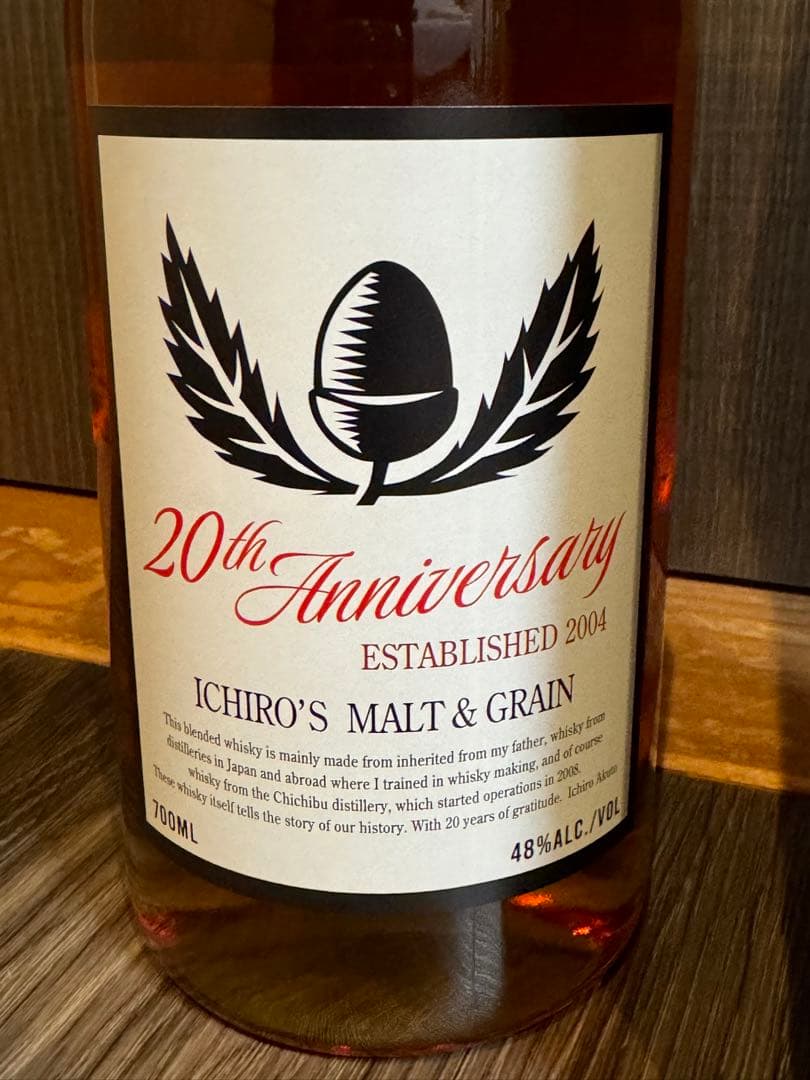 20th Anniversary
ESTABLISHED 2004
ICHIRO'S MALT & GRAIN
This blended whisky is mainly made from inherited from my father, whisky from
distilleries in Japan and abroad where I trained in whisky making, and of course
whisky from the Chichibu distillery, which started operations in 2008.
These whisky itself tells the story of our history. With 20 years of gratitude. Ichiro Akuto
700ML
48%ALC./VOL